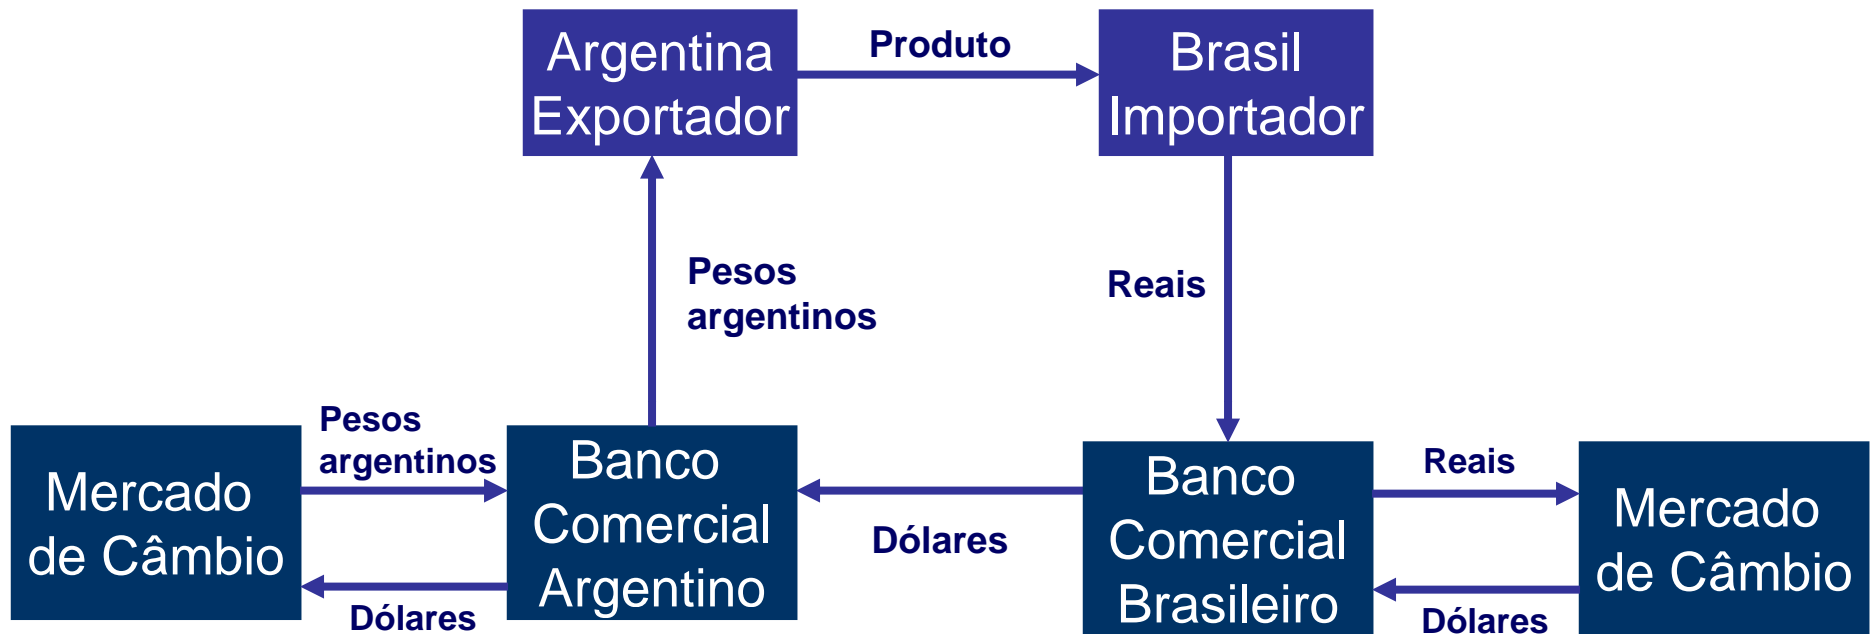 Argentina
Exportador
Produto
Brasil
Importador
Pesos
argentinos
Reais
Mercado
de Câmbio
Pesos
argentinos
Dólares
Banco
Comercial
Argentino
Dólares
Banco
Comercial
Brasileiro
Reais
Dólares
Mercado
de Câmbio